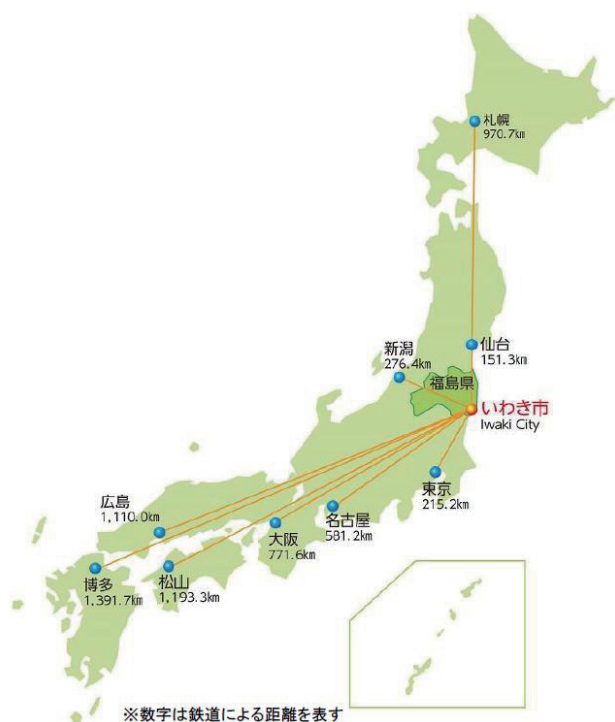 札幌
970.7㎞
仙台
151.3㎞
新潟
276.4㎞
福島県
いわき市
Iwaki City
東京
215.2㎞
広島
1,110.0㎞
名古屋
581.2㎞
大阪
771.6㎞
博多
1,391.7㎞
松山
1,193.3㎞
※数字は鉄道による距離を表す